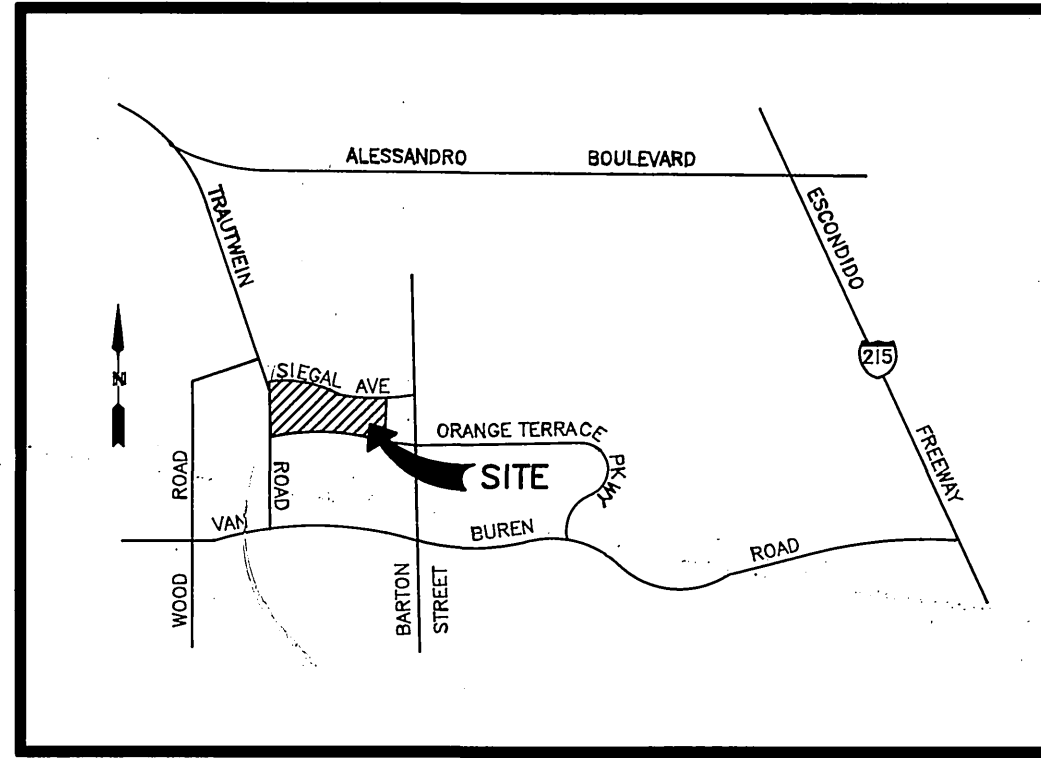 ALESSANDRO BOULEVARD
TRAUTWEIN
ESCONDIDO
215
N
SIEGAL AVE
ORANGE TERRACE
PKWY
FREEWAY
SITE
ROAD
ROAD
VAN
BUREN
ROAD
WOOD
BARTON
STREET